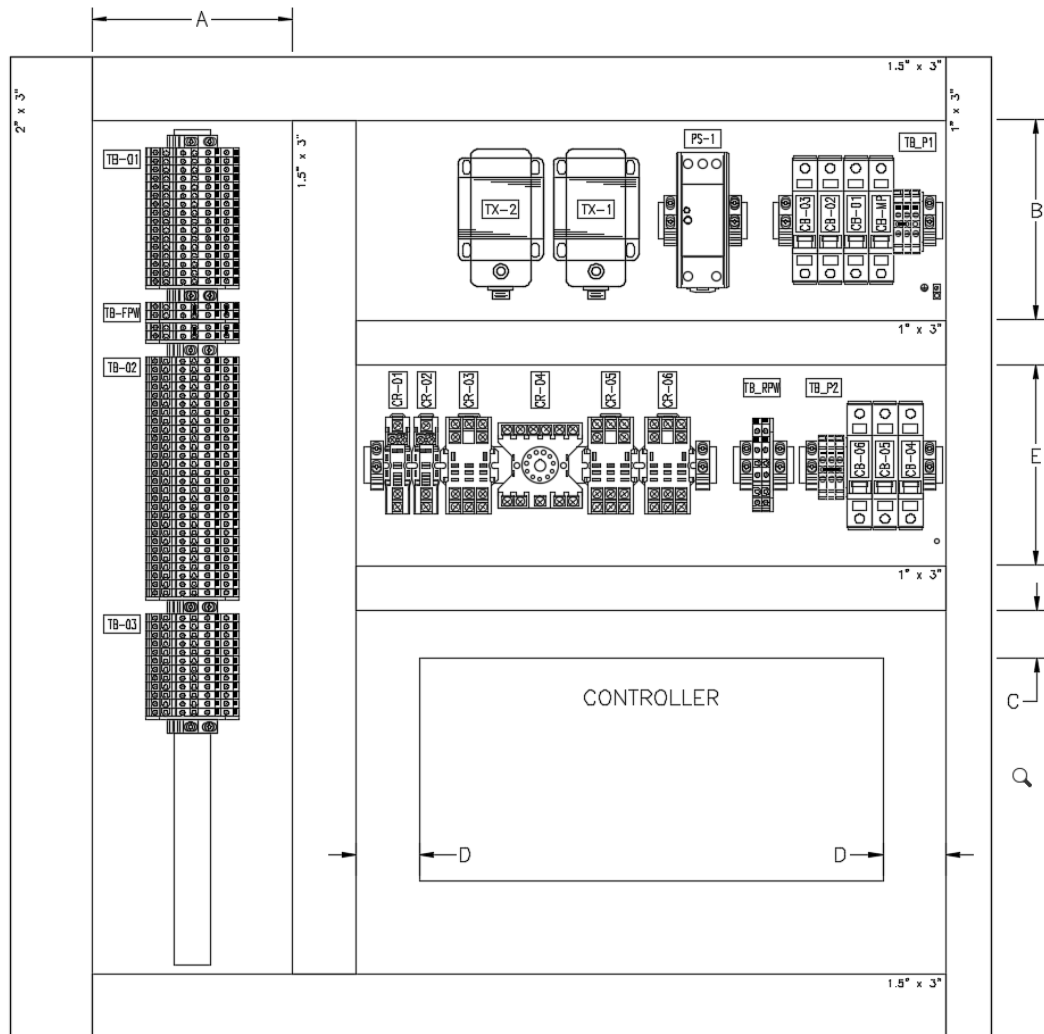 A
1.5" x 3"
2" x 3"
1" x 3"
1.5" x 3"
TB-01
PS-1
TB_P1
TX-2
TX-1
CB-03
CB-02
CB-01
CB-MP
B
TB-FPW
1" x 3"
TB-02
CR-01
CR-02
CR-03
CR-04
CR-05
CR-06
TB_RPW
TB_P2
CB-06
CB-05
CB-04
E
1" x 3"
TB-03
CONTROLLER
C
D
D
1.5" x 3"